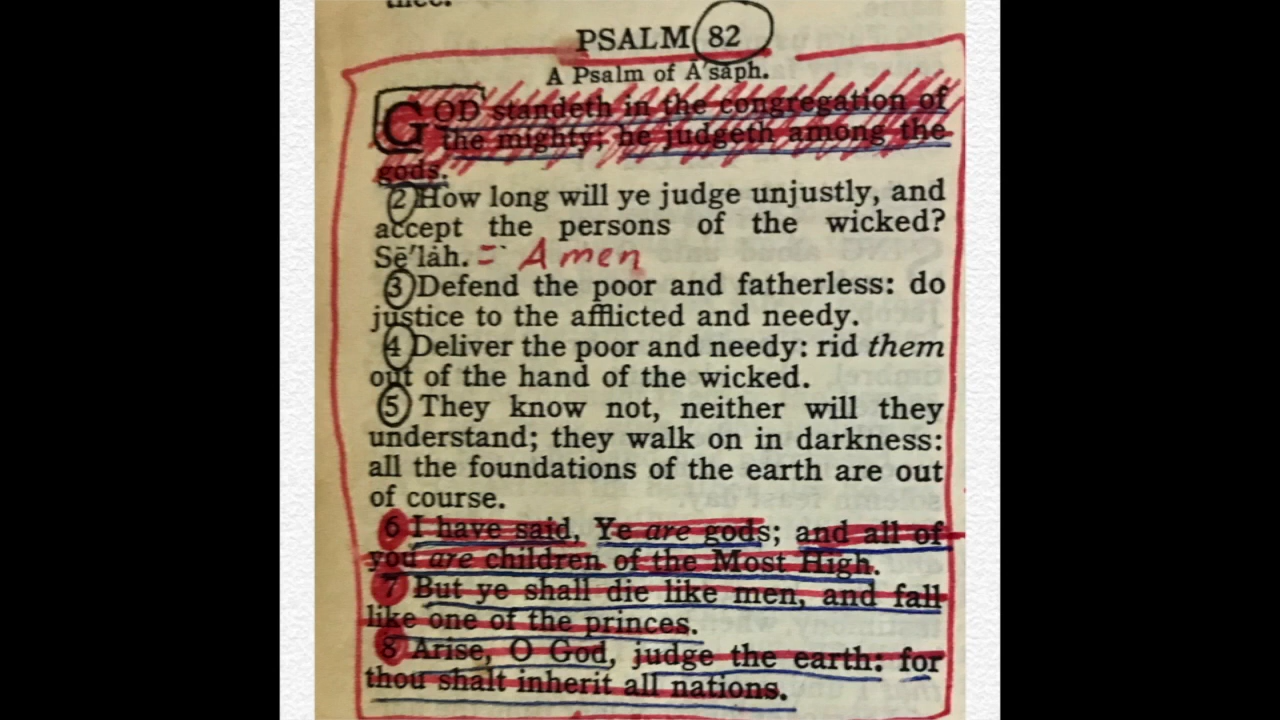 thee.
PSALM 82
A Psalm of Ā'săph.
GOD standeth in the congregation of
the mighty; he judgeth among the
gods.
2 How long will ye judge unjustly, and
accept the persons of the wicked?
Sē'läh. = Amen
3 Defend the poor and fatherless: do
justice to the afflicted and needy.
4 Deliver the poor and needy: rid them
out of the hand of the wicked.
5 They know not, neither will they
understand; they walk on in darkness:
all the foundations of the earth are out
of course.
6 I have said, Ye are gods; and all of
you are children of the Most High.
7 But ye shall die like men, and fall
like one of the princes.
8 Arise, O God, judge the earth: for
thou shalt inherit all nations.